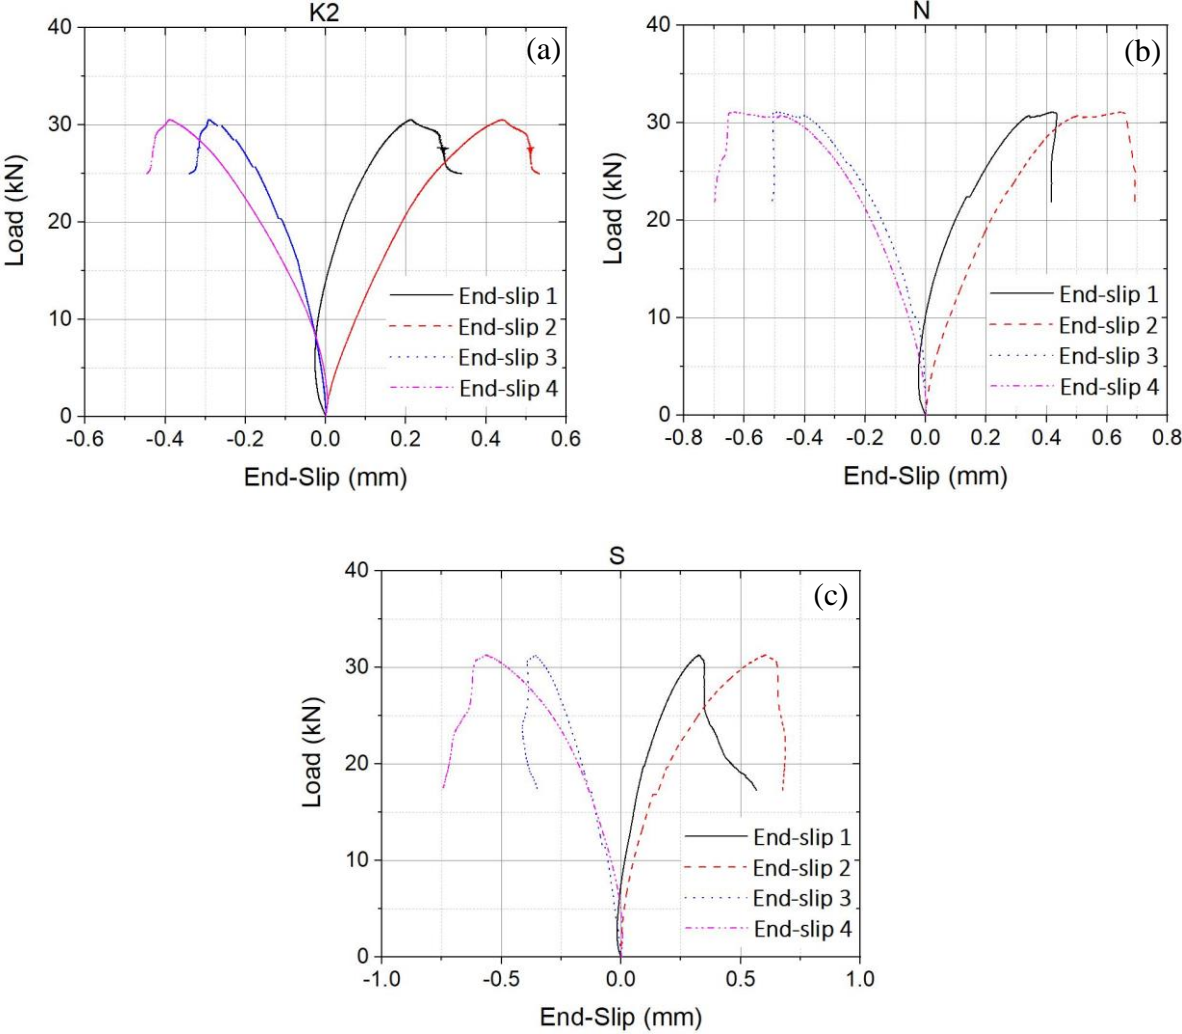 K2
(a)
40
30
20
10
0
Load (kN)
End-slip 1
End-slip 2
End-slip 3
End-slip 4
-0.6 -0.4 -0.2 0.0 0.2 0.4 0.6
End-Slip (mm)
N
(b)
40
30
20
10
0
Load (kN)
End-slip 1
End-slip 2
End-slip 3
End-slip 4
-0.8 -0.6 -0.4 -0.2 0.0 0.2 0.4 0.6 0.8
End-Slip (mm)
S
(c)
40
30
20
10
0
Load (kN)
End-slip 1
End-slip 2
End-slip 3
End-slip 4
-1.0 -0.5 0.0 0.5 1.0
End-Slip (mm)